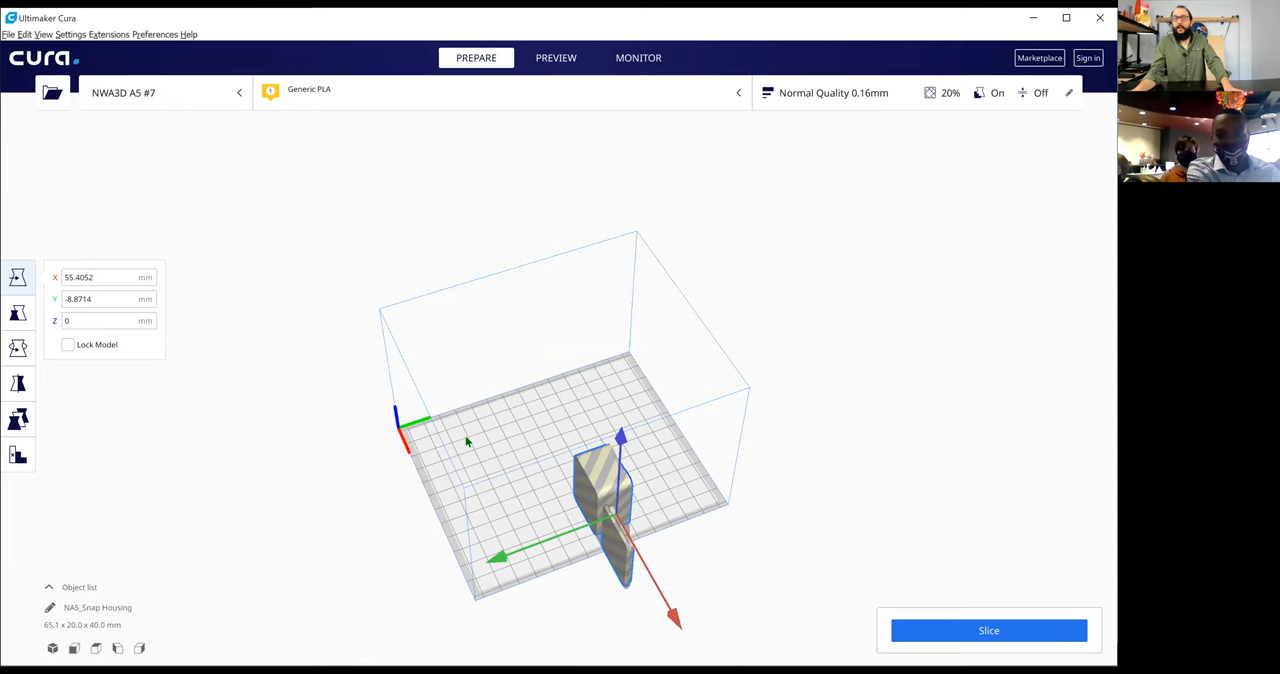 Ultimaker Cura
File Edit View Settings Extensions Preferences Help
cura.
PREPARE
PREVIEW
MONITOR
Marketplace
Sign in
NWA3D A5 #7
1
Generic PLA
Normal Quality 0.16mm
20%
On
Off
X 55.4052 mm
Y -8.8714 mm
Z 0 mm
Lock Model
Object list
NA5_Snap Housing
65.1 x 20.0 x 40.0 mm
Slice